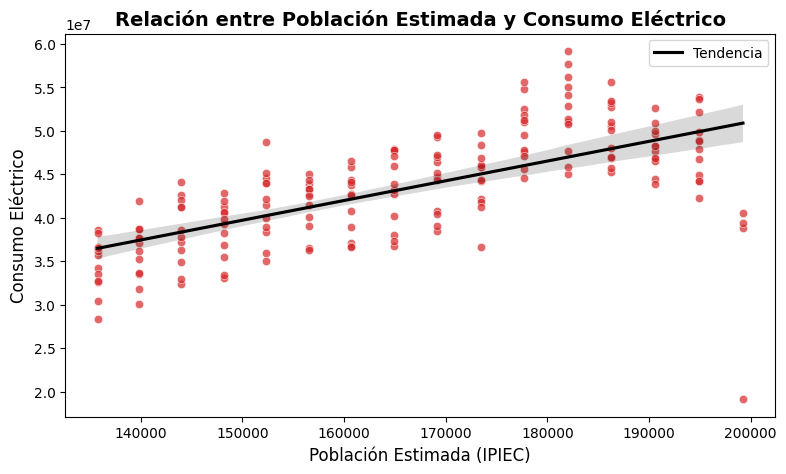 Relación entre Población Estimada y Consumo Eléctrico
1e7
6.0
5.5
5.0
4.5
4.0
3.5
3.0
2.5
2.0
Consumo Eléctrico
Tendencia
140000 150000 160000 170000 180000 190000 200000
Población Estimada (IPIEC)